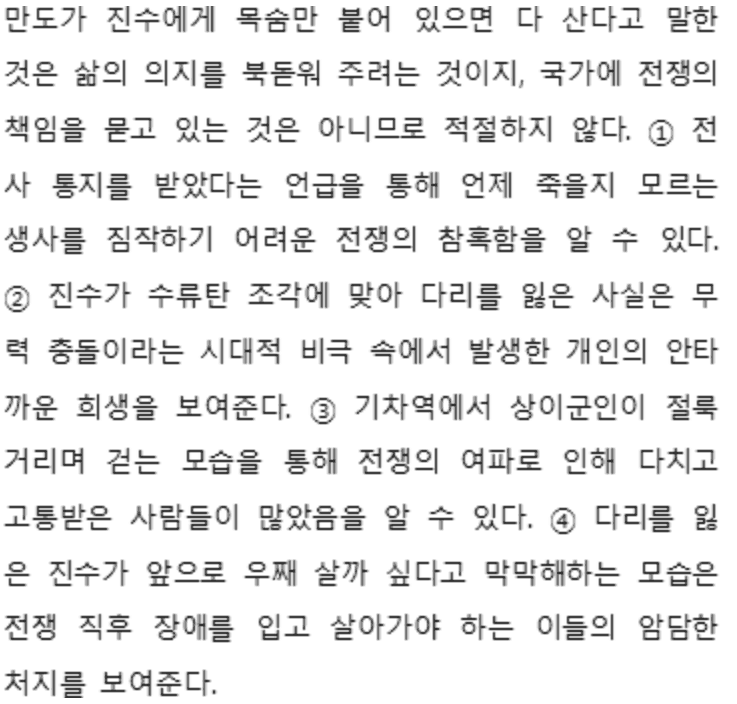 만도가 진수에게 목숨만 붙어 있으면 다 산다고 말한
것은 삶의 의지를 북돋워 주려는 것이지, 국가에 전쟁의
책임을 묻고 있는 것은 아니므로 적절하지 않다. ① 전
사 통지를 받았다는 언급을 통해 언제 죽을지 모르는
생사를 짐작하기 어려운 전쟁의 참혹함을 알 수 있다.
② 진수가 수류탄 조각에 맞아 다리를 잃은 사실은 무
력 충돌이라는 시대적 비극 속에서 발생한 개인의 안타
까운 희생을 보여준다. ③ 기차역에서 상이군인이 절룩
거리며 걷는 모습을 통해 전쟁의 여파로 인해 다치고
고통받은 사람들이 많았음을 알 수 있다. ④ 다리를 잃
은 진수가 앞으로 우째 살까 싶다고 막막해하는 모습은
전쟁 직후 장애를 입고 살아가야 하는 이들의 암담한
처지를 보여준다.